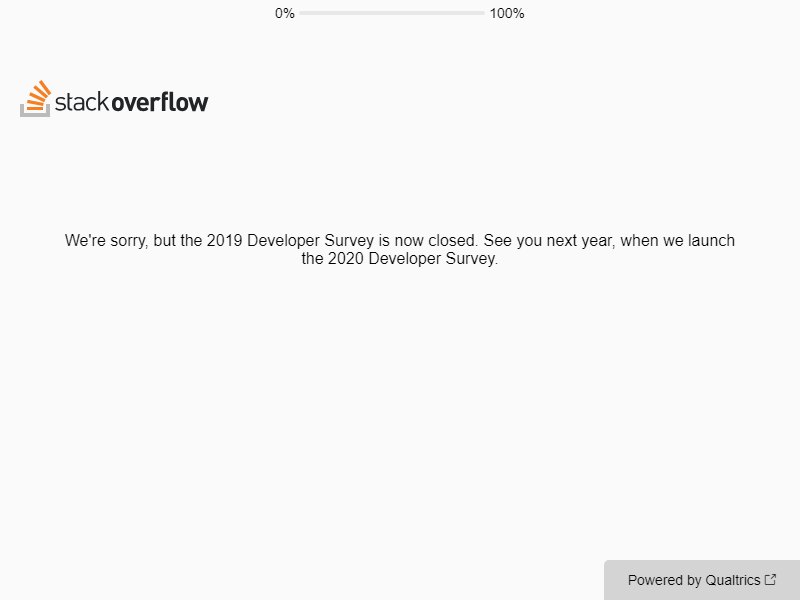 0% 100%
stackoverflow
We're sorry, but the 2019 Developer Survey is now closed. See you next year, when we launch
the 2020 Developer Survey.
Powered by Qualtrics